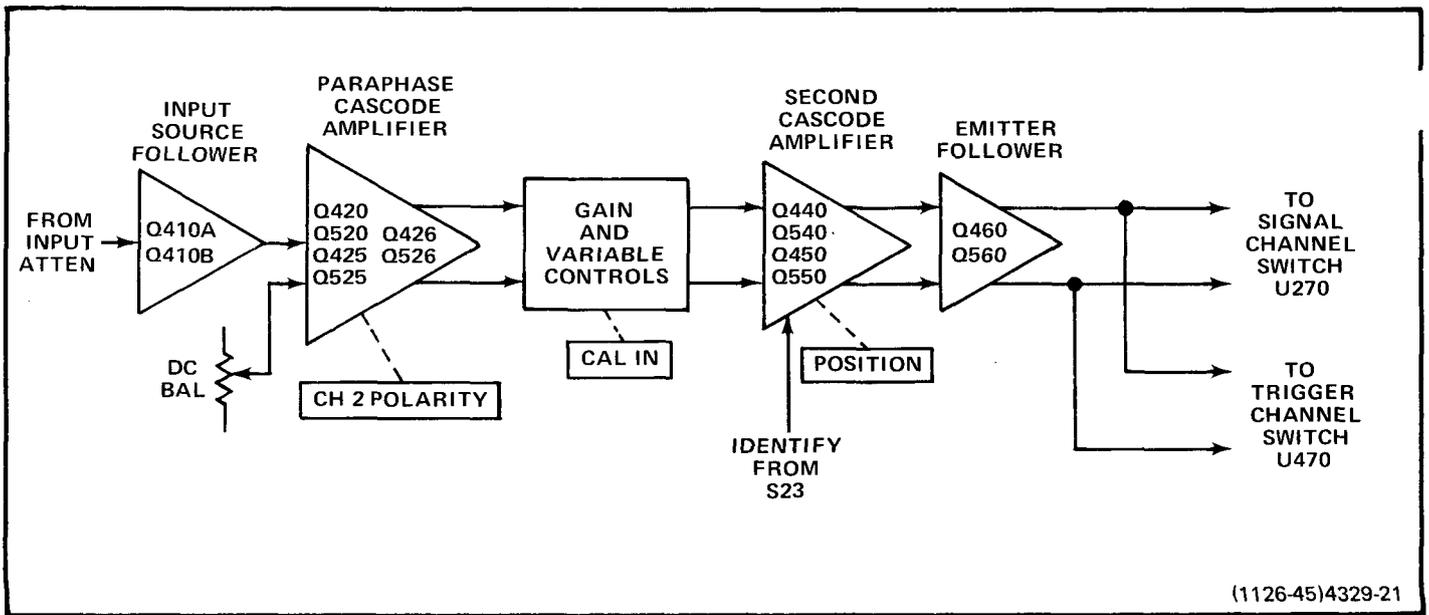 PARAPHASE
CASCODE
AMPLIFIER
INPUT
SOURCE
FOLLOWER
SECOND
CASCODE
AMPLIFIER
EMITTER
FOLLOWER
FROM
INPUT
ATTEN
Q410A
Q410B
Q420
Q520 Q426
Q425 Q526
Q525
GAIN
AND
VARIABLE
CONTROLS
Q440
Q540
Q450
Q550
Q460
Q560
TO
SIGNAL
CHANNEL
SWITCH
U270
DC
BAL
CH 2 POLARITY
CAL IN
POSITION
IDENTIFY
FROM
S23
TO
TRIGGER
CHANNEL
SWITCH
U470
(1126-45)4329-21